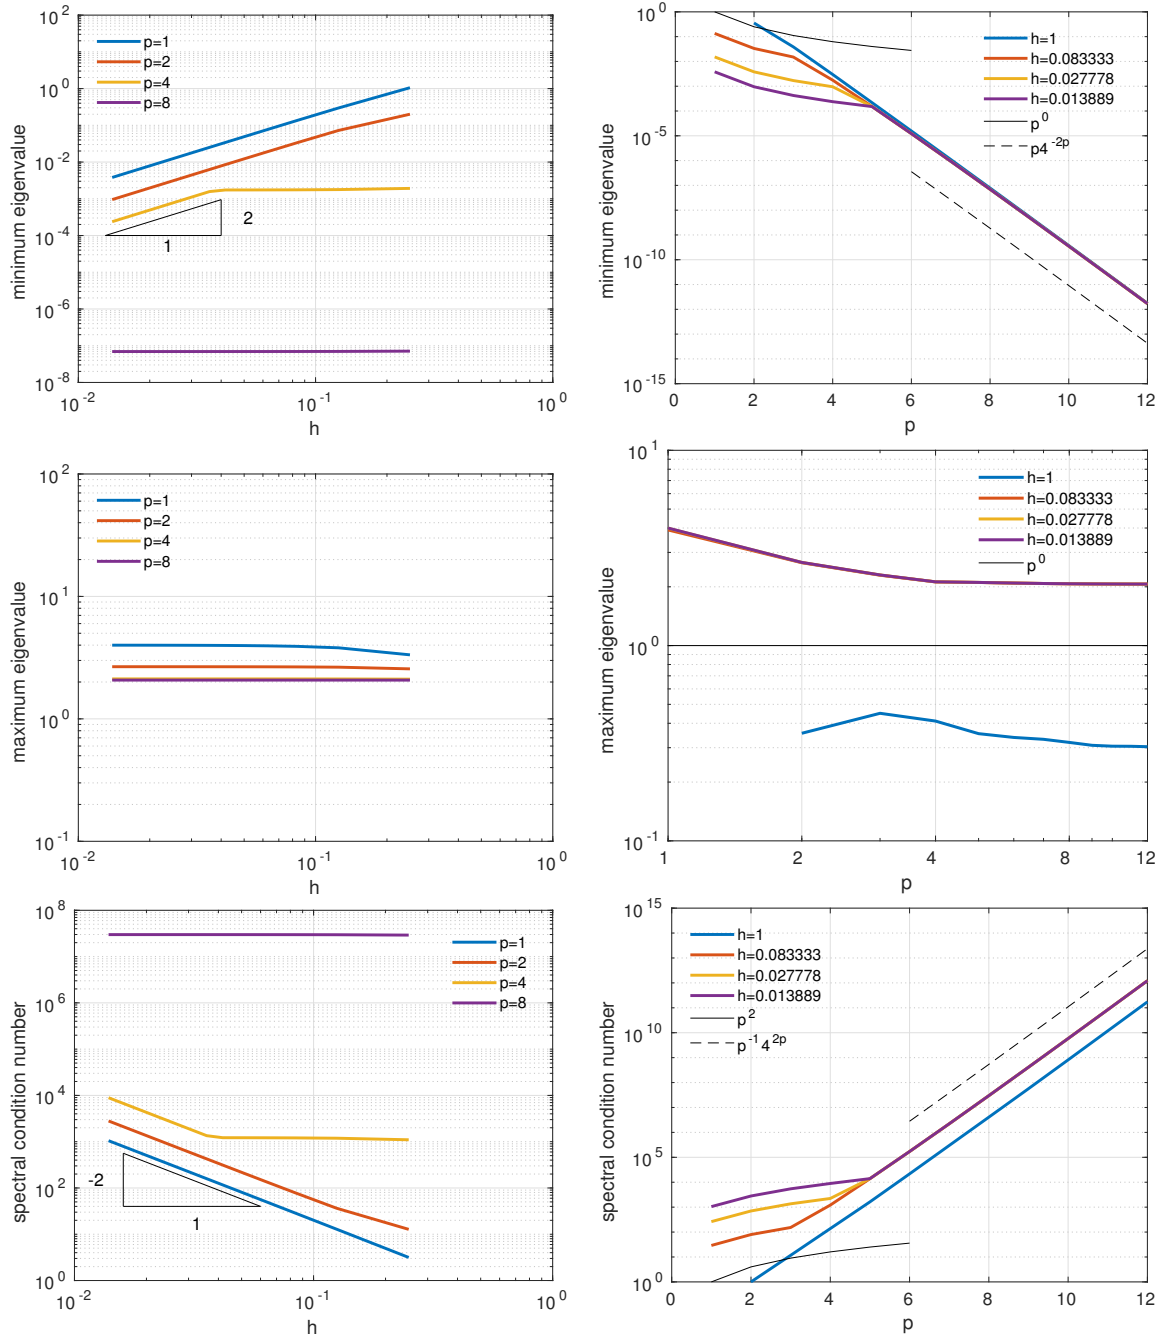 10^2
10^0
10^-2
10^-4
10^-6
10^-8
minimum eigenvalue
p=1
p=2
p=4
p=8
2
1
10^-2
10^-1
10^0
h
10^0
10^-5
10^-10
10^-15
minimum eigenvalue
h=1
h=0.083333
h=0.027778
h=0.013889
p^0
p4^-2p
0
2
4
6
8
10
12
p
10^2
10^1
10^0
10^-1
maximum eigenvalue
p=1
p=2
p=4
p=8
10^-2
10^-1
10^0
h
10^1
10^0
10^-1
maximum eigenvalue
h=1
h=0.083333
h=0.027778
h=0.013889
p^0
1
2
4
8
12
p
10^8
10^6
10^4
10^2
10^0
spectral condition number
p=1
p=2
p=4
p=8
-2
1
10^-2
10^-1
10^0
h
10^15
10^10
10^5
10^0
spectral condition number
h=1
h=0.083333
h=0.027778
h=0.013889
p^2
p^-1 4^2p
0
2
4
6
8
10
12
p